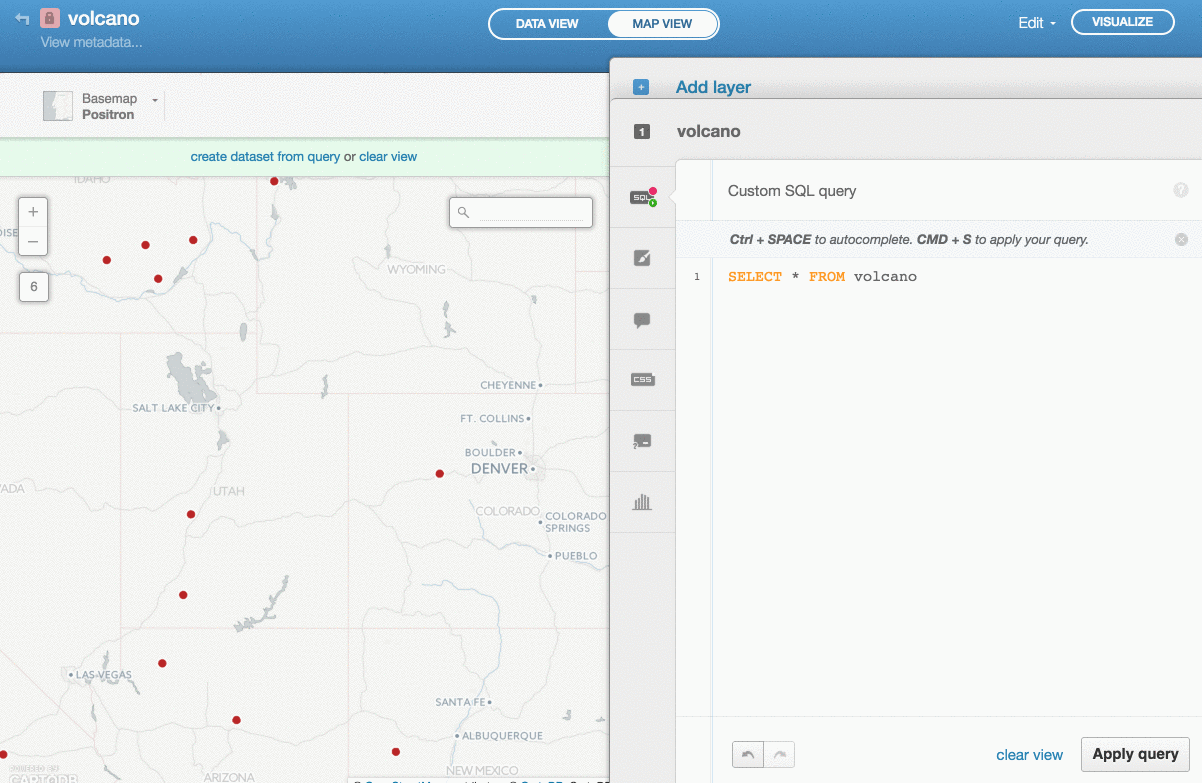 volcano
View metadata...
DATA VIEW
MAP VIEW
Edit
VISUALIZE
Basemap
Positron
create dataset from query or clear view
+
−
6
IDAHO
WYOMING
CHEYENNE
SALT LAKE CITY
FT. COLLINS
BOULDER
DENVER
UTAH
COLORADO
COLORADO
SPRINGS
PUEBLO
LAS VEGAS
SANTA FE
ALBUQUERQUE
ARIZONA
NEW MEXICO
POWERED BY
CARTODB
+
Add layer
1
volcano
SQL
CSS
Custom SQL query
?
Ctrl + SPACE to autocomplete. CMD + S to apply your query.
1 SELECT * FROM volcano
clear view
Apply query